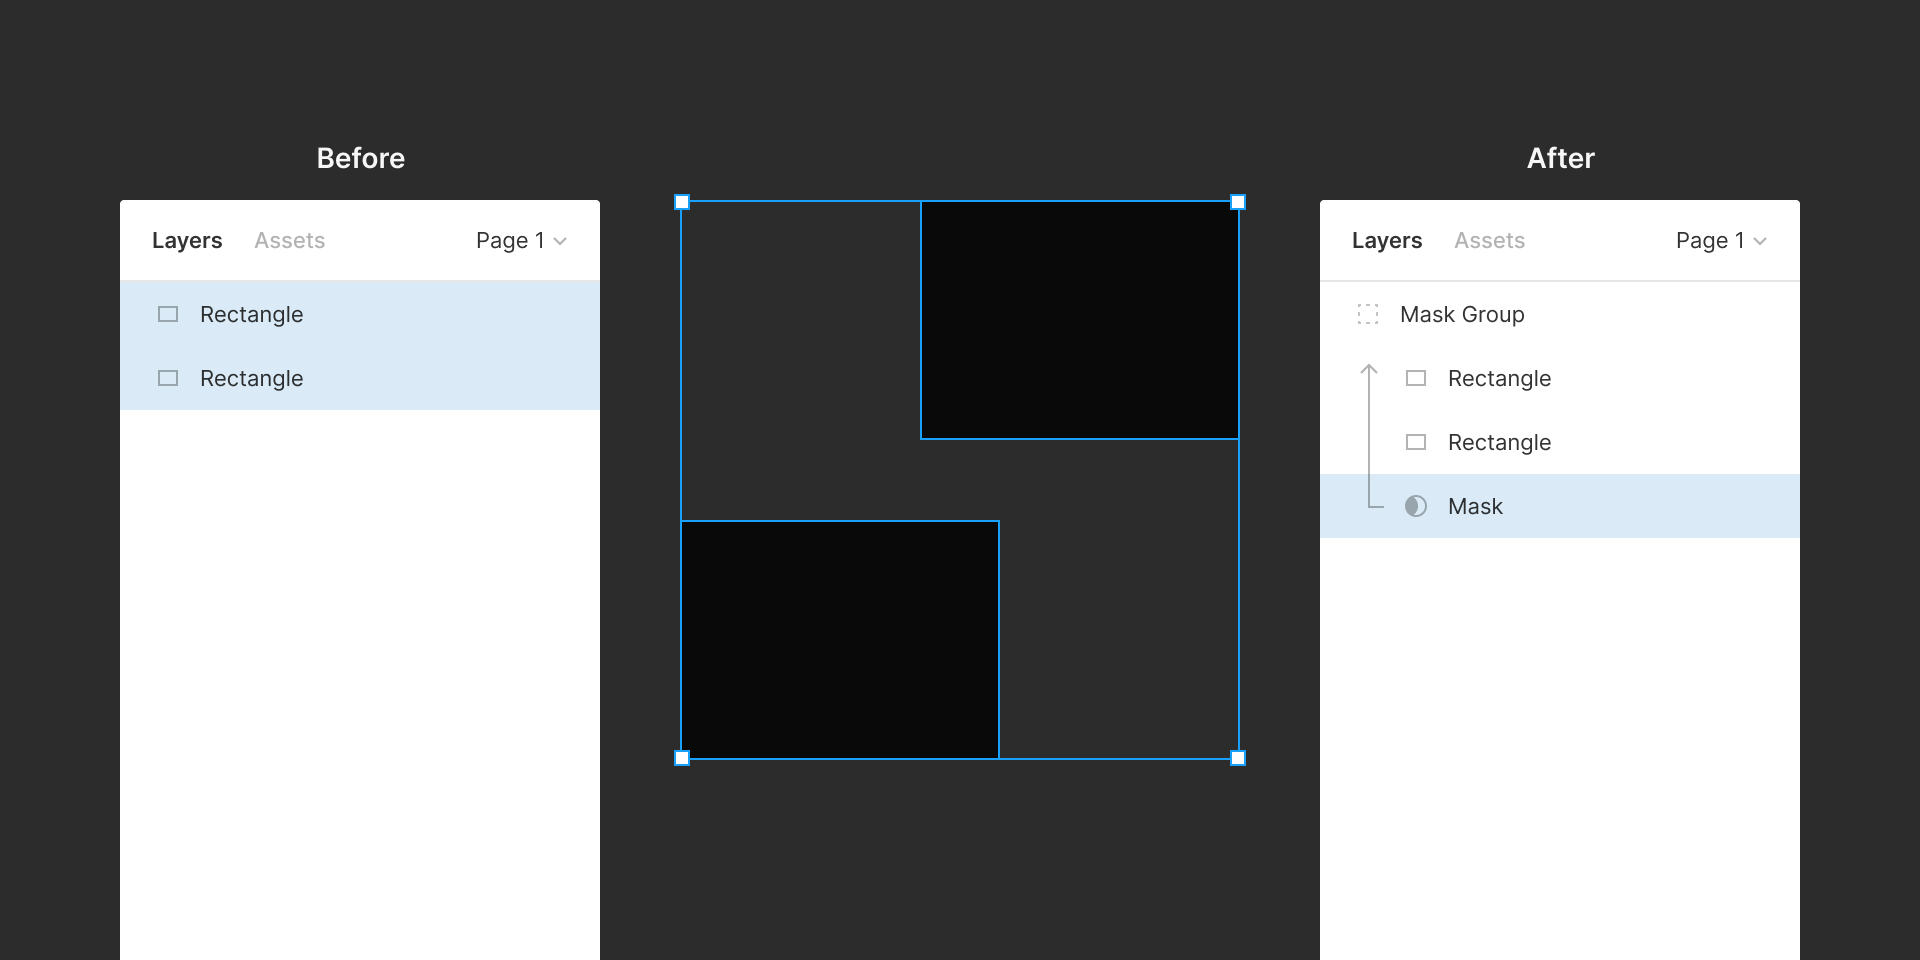 Before
Layers Assets Page 1
Rectangle
Rectangle
After
Layers Assets Page 1
Mask Group
Rectangle
Rectangle
Mask